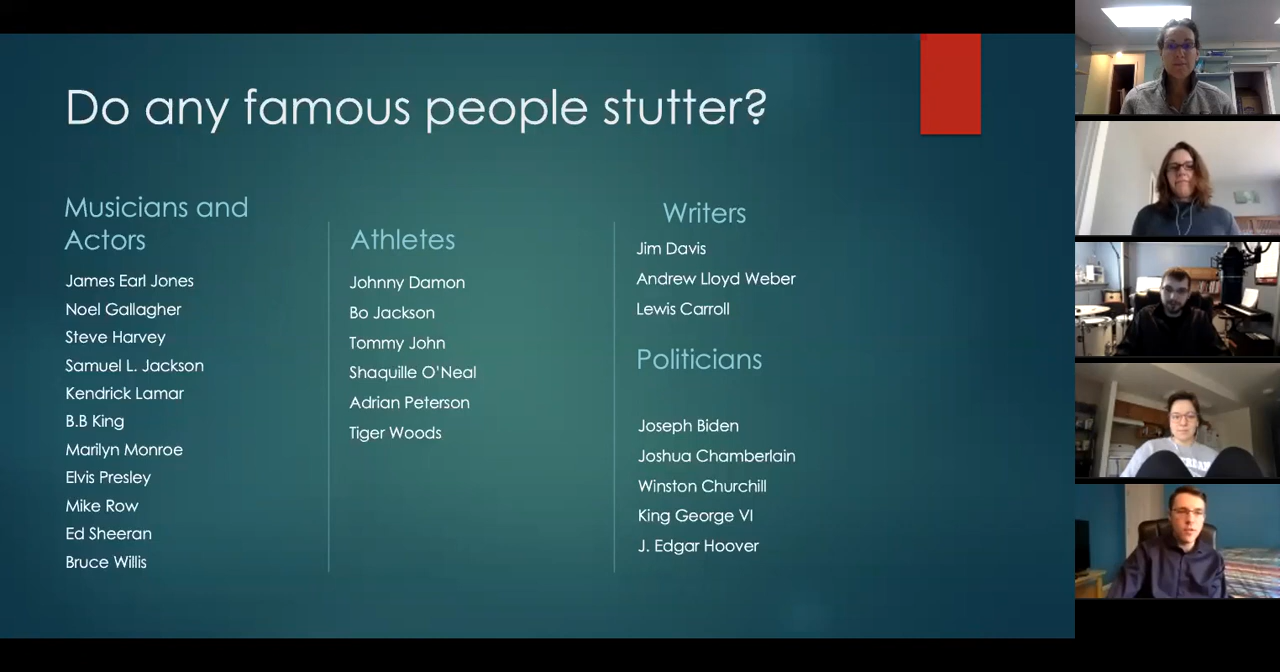 Do any famous people stutter?
Musicians and
Actors
James Earl Jones
Noel Gallagher
Steve Harvey
Samuel L. Jackson
Kendrick Lamar
B.B King
Marilyn Monroe
Elvis Presley
Mike Row
Ed Sheeran
Bruce Willis
Athletes
Johnny Damon
Bo Jackson
Tommy John
Shaquille O'Neal
Adrian Peterson
Tiger Woods
Writers
Jim Davis
Andrew Lloyd Weber
Lewis Carroll
Politicians
Joseph Biden
Joshua Chamberlain
Winston Churchill
King George VI
J. Edgar Hoover